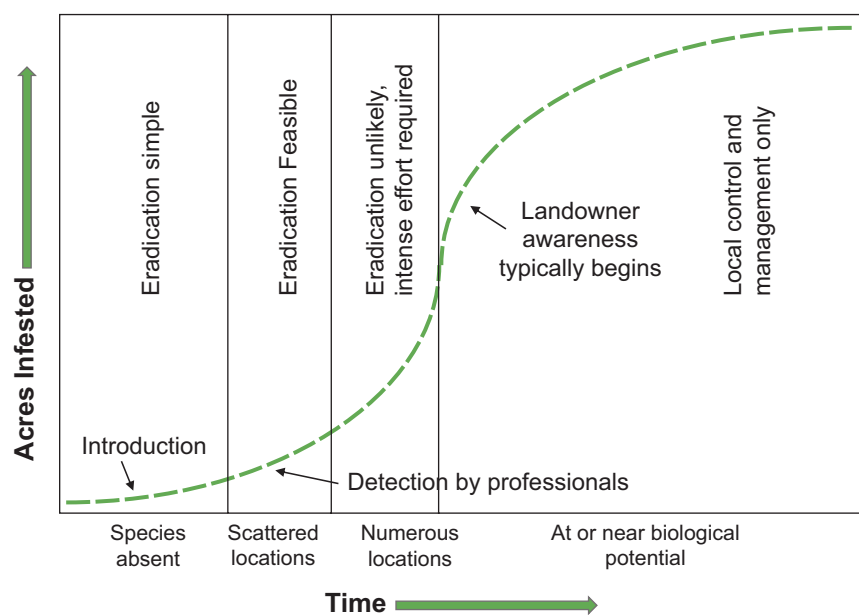 Acres Infested
Eradication simple
Eradication Feasible
Eradication unlikely,
intense effort required
Local control and
management only
Landowner
awareness
typically begins
Introduction
Detection by professionals
Species
absent
Scattered
locations
Numerous
locations
At or near biological
potential
Time